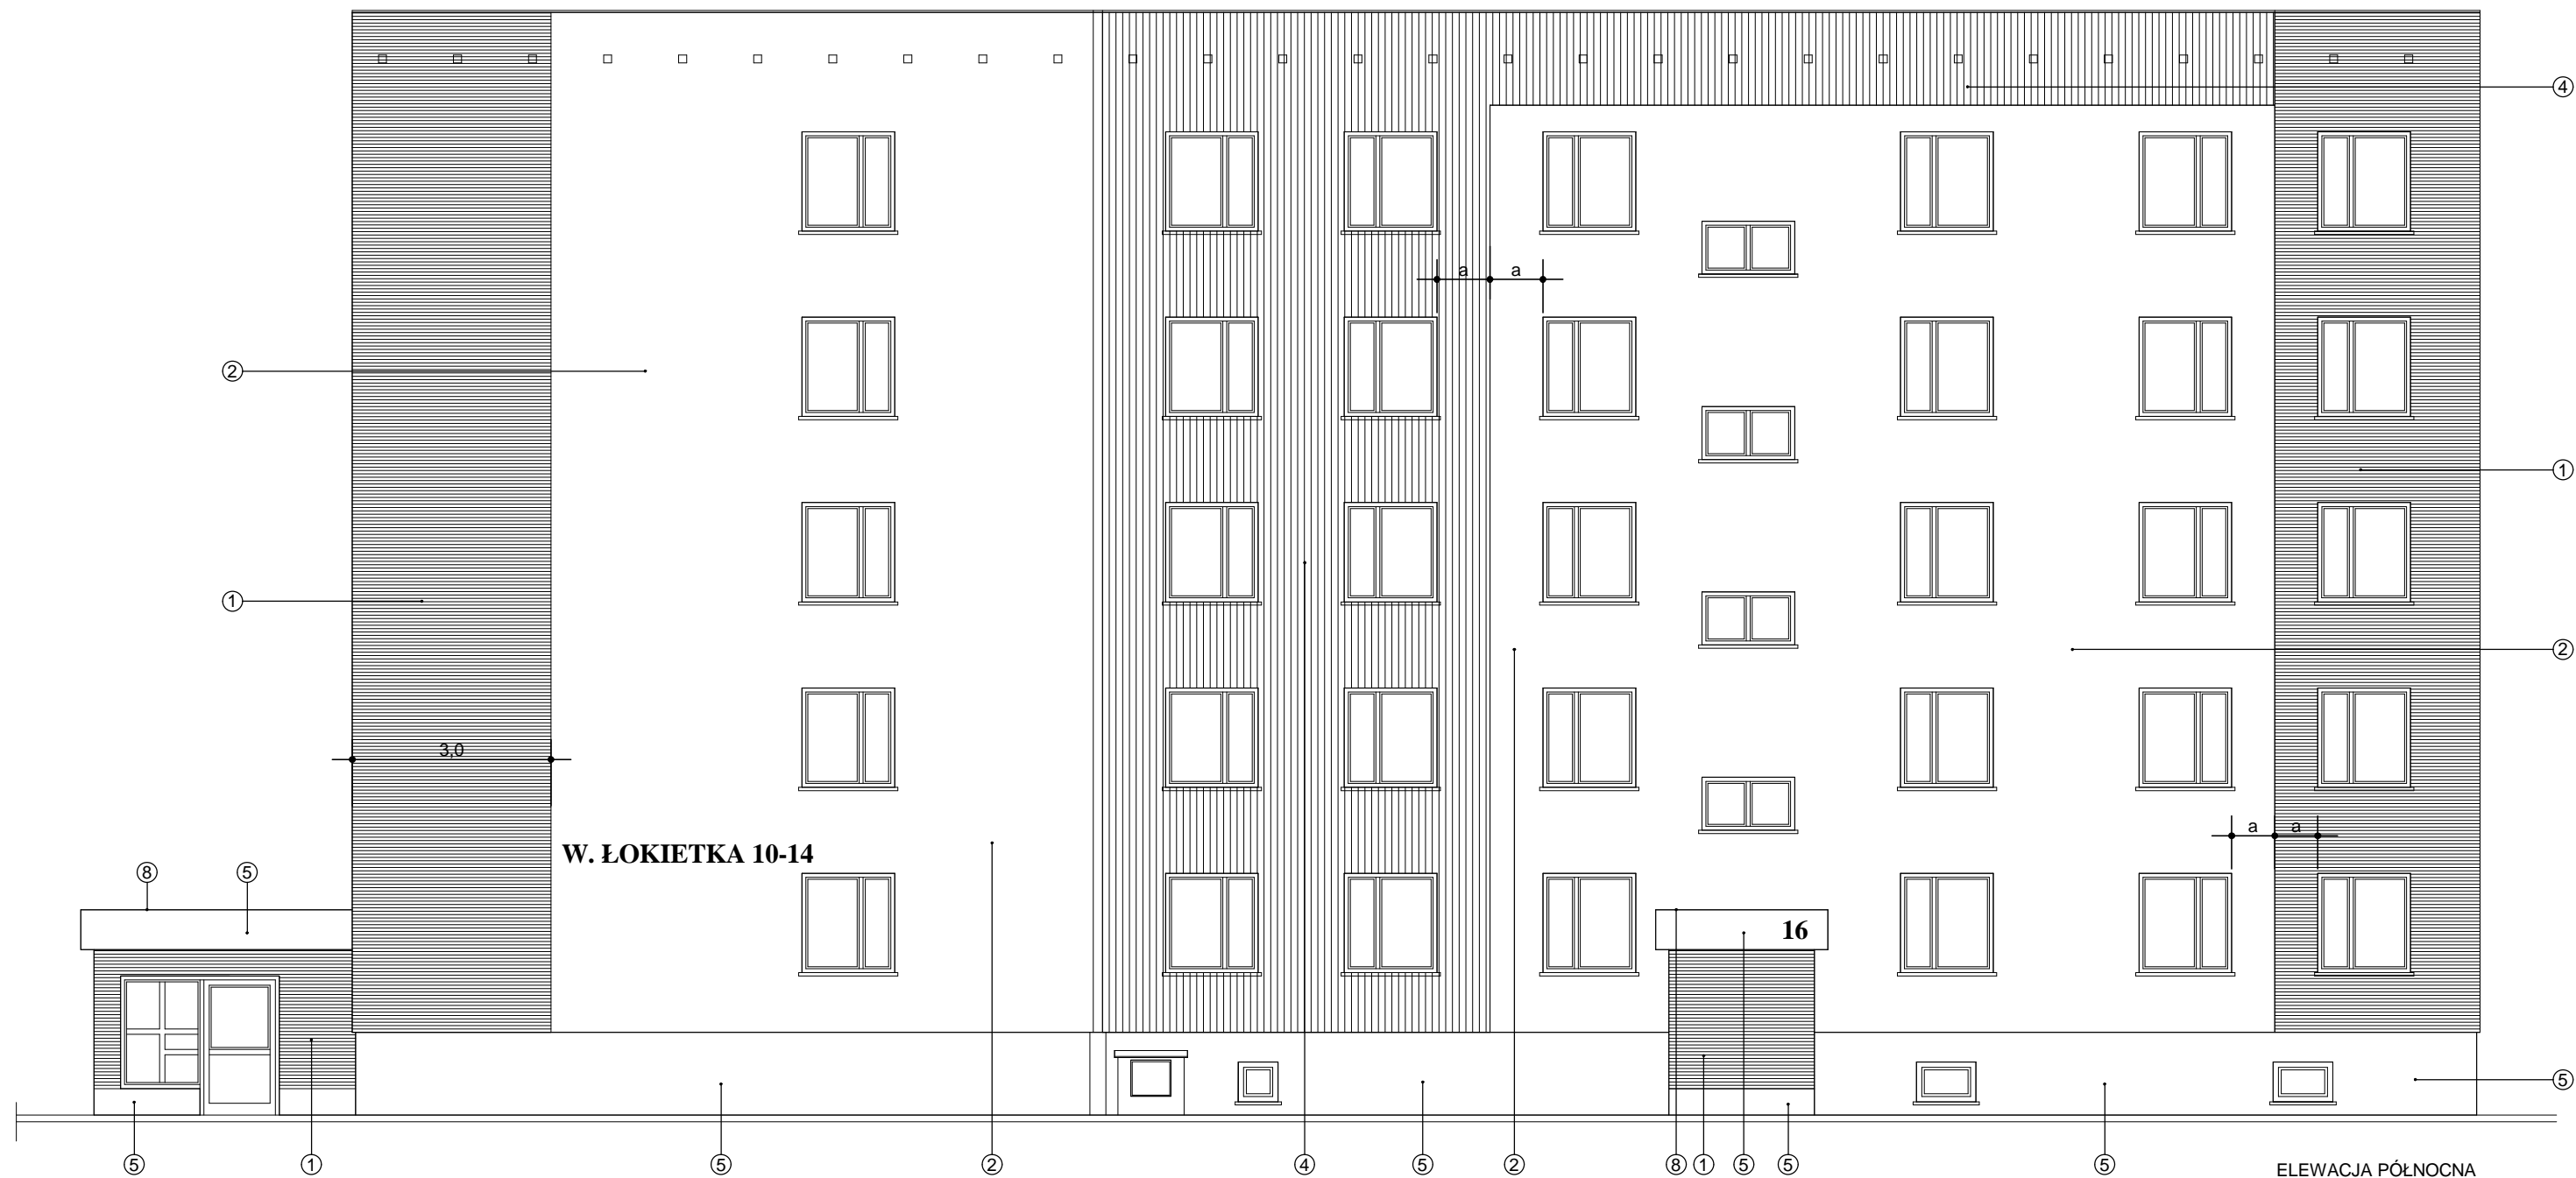 ④
a a
②
①
①
②
3,0
a a
W. ŁOKIETKA 10-14
⑧ ⑤
16
⑤
⑤ ① ⑤ ② ④ ⑤ ② ⑧ ① ⑤ ⑤ ⑤
ELEWACJA PÓŁNOCNA